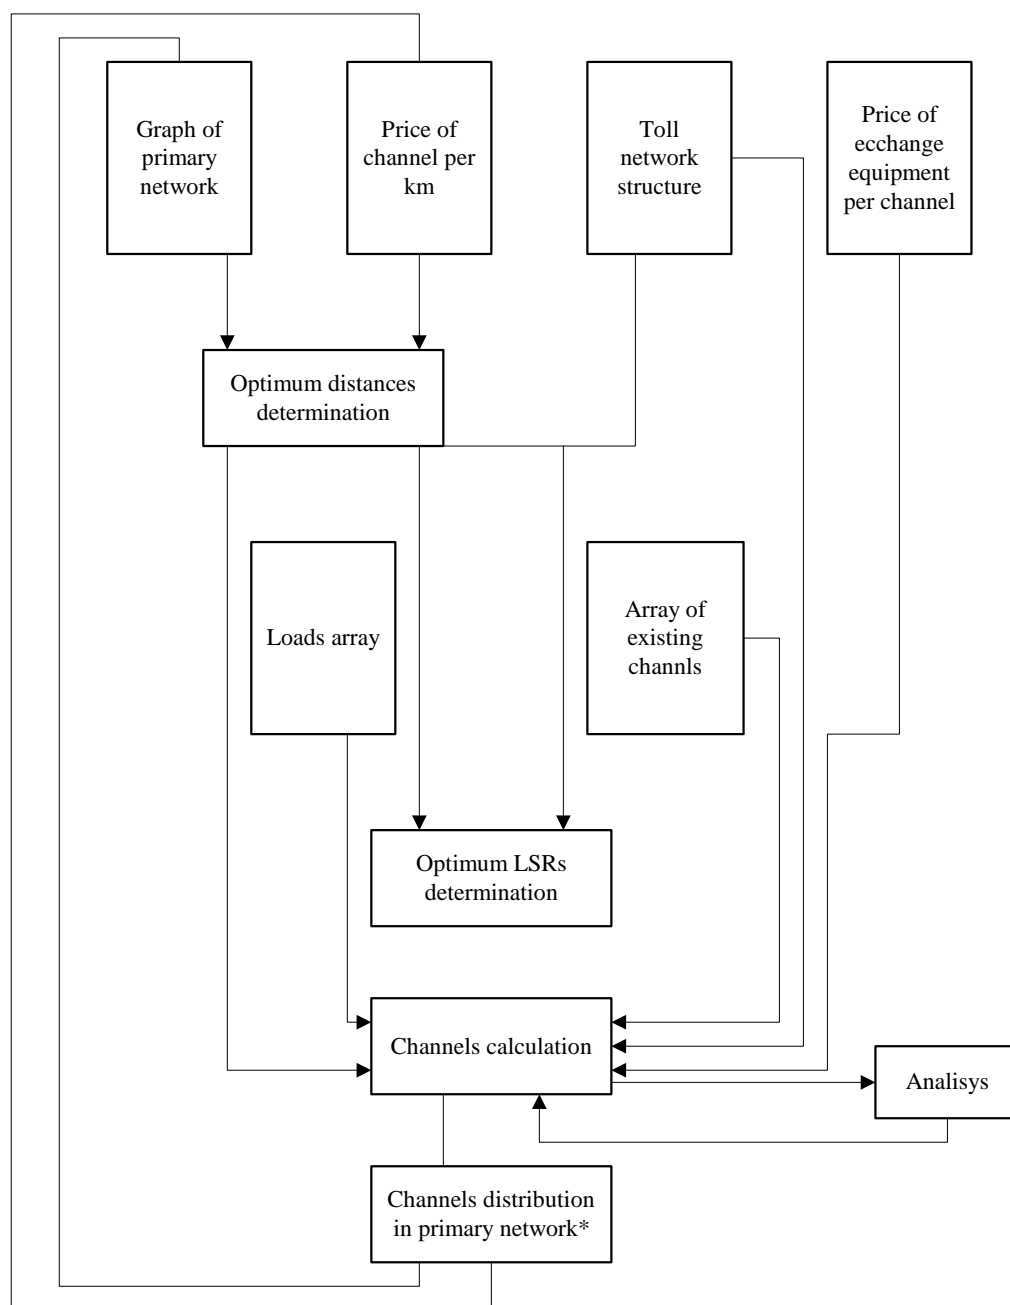 Graph of
primary
network
Price of
channel per
km
Toll
network
structure
Price of
ecchange
equipment
per channel
Optimum distances
determination
Loads array
Array of
existing
channls
Optimum LSRs
determination
Channels calculation
Analisys
Channels distribution
in primary network*